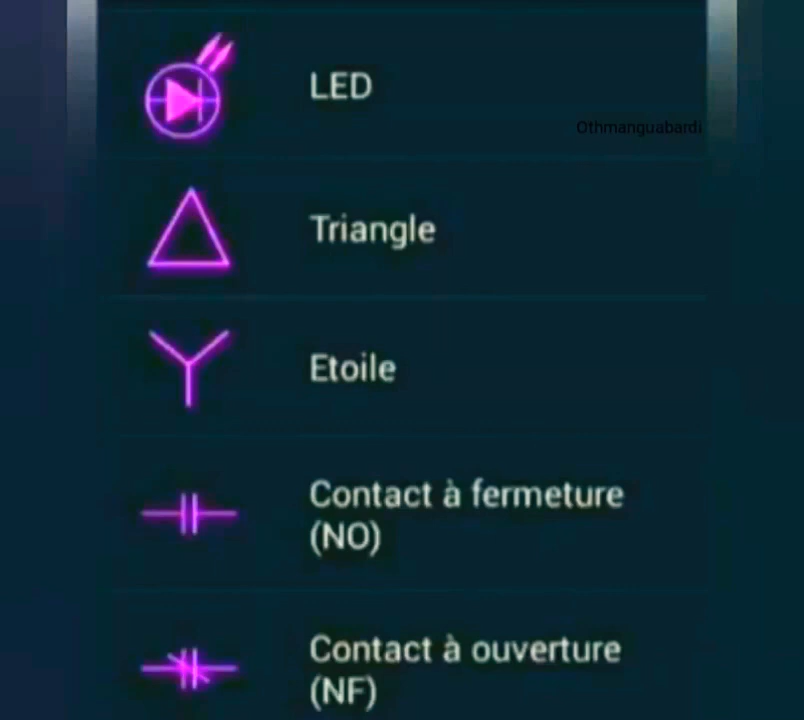 LED
Othmanguabardi
Triangle
Etoile
Contact à fermeture
(NO)
Contact à ouverture
(NF)